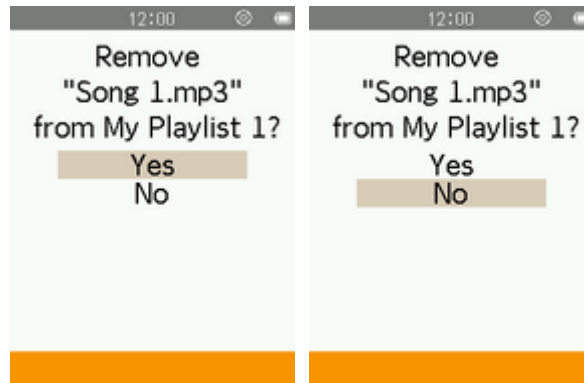 12:00
Remove
"Song 1.mp3"
from My Playlist 1?
Yes
No
12:00
Remove
"Song 1.mp3"
from My Playlist 1?
Yes
No